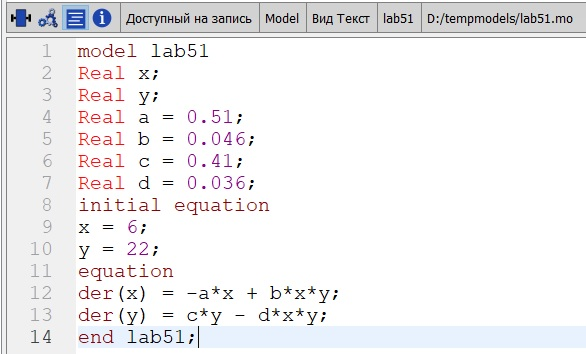 Доступный на запись Model Вид Текст lab51 D:/tempmodels/lab51.mo
1 model lab51
2 Real x;
3 Real y;
4 Real a = 0.51;
5 Real b = 0.046;
6 Real c = 0.41;
7 Real d = 0.036;
8 initial equation
9 x = 6;
10 y = 22;
11 equation
12 der(x) = -a*x + b*x*y;
13 der(y) = c*y - d*x*y;
14 end lab51;